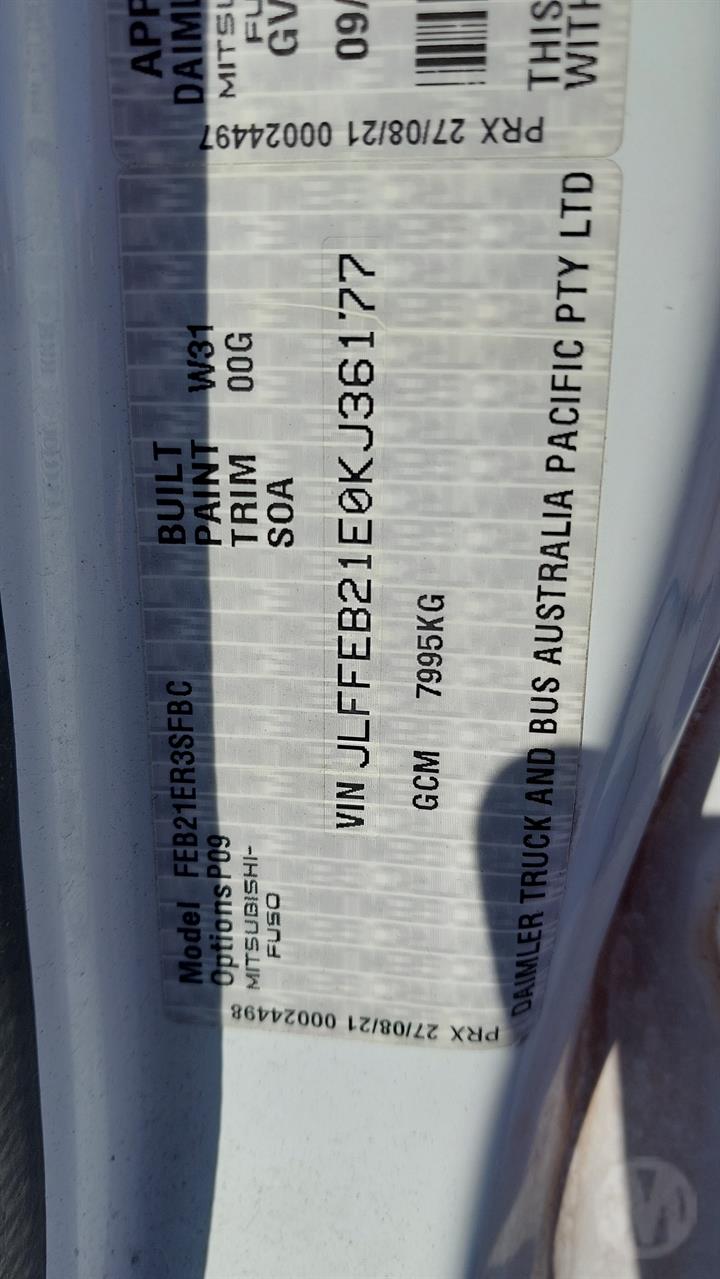 APP
DAIML
MITSU
FU
GV
09/
THIS
WITH
PRX 27/08/21 00024497
Model FEB21ER3SFBC
Options P09
MITSUBISHI-
FUSO
BUILT
PAINT W31
TRIM 00G
SOA
VIN JLFFEB21E0KJ36177
GCM 7995KG
DAIMLER TRUCK AND BUS AUSTRALIA PACIFIC PTY LTD
PRX 27/08/21 00024498